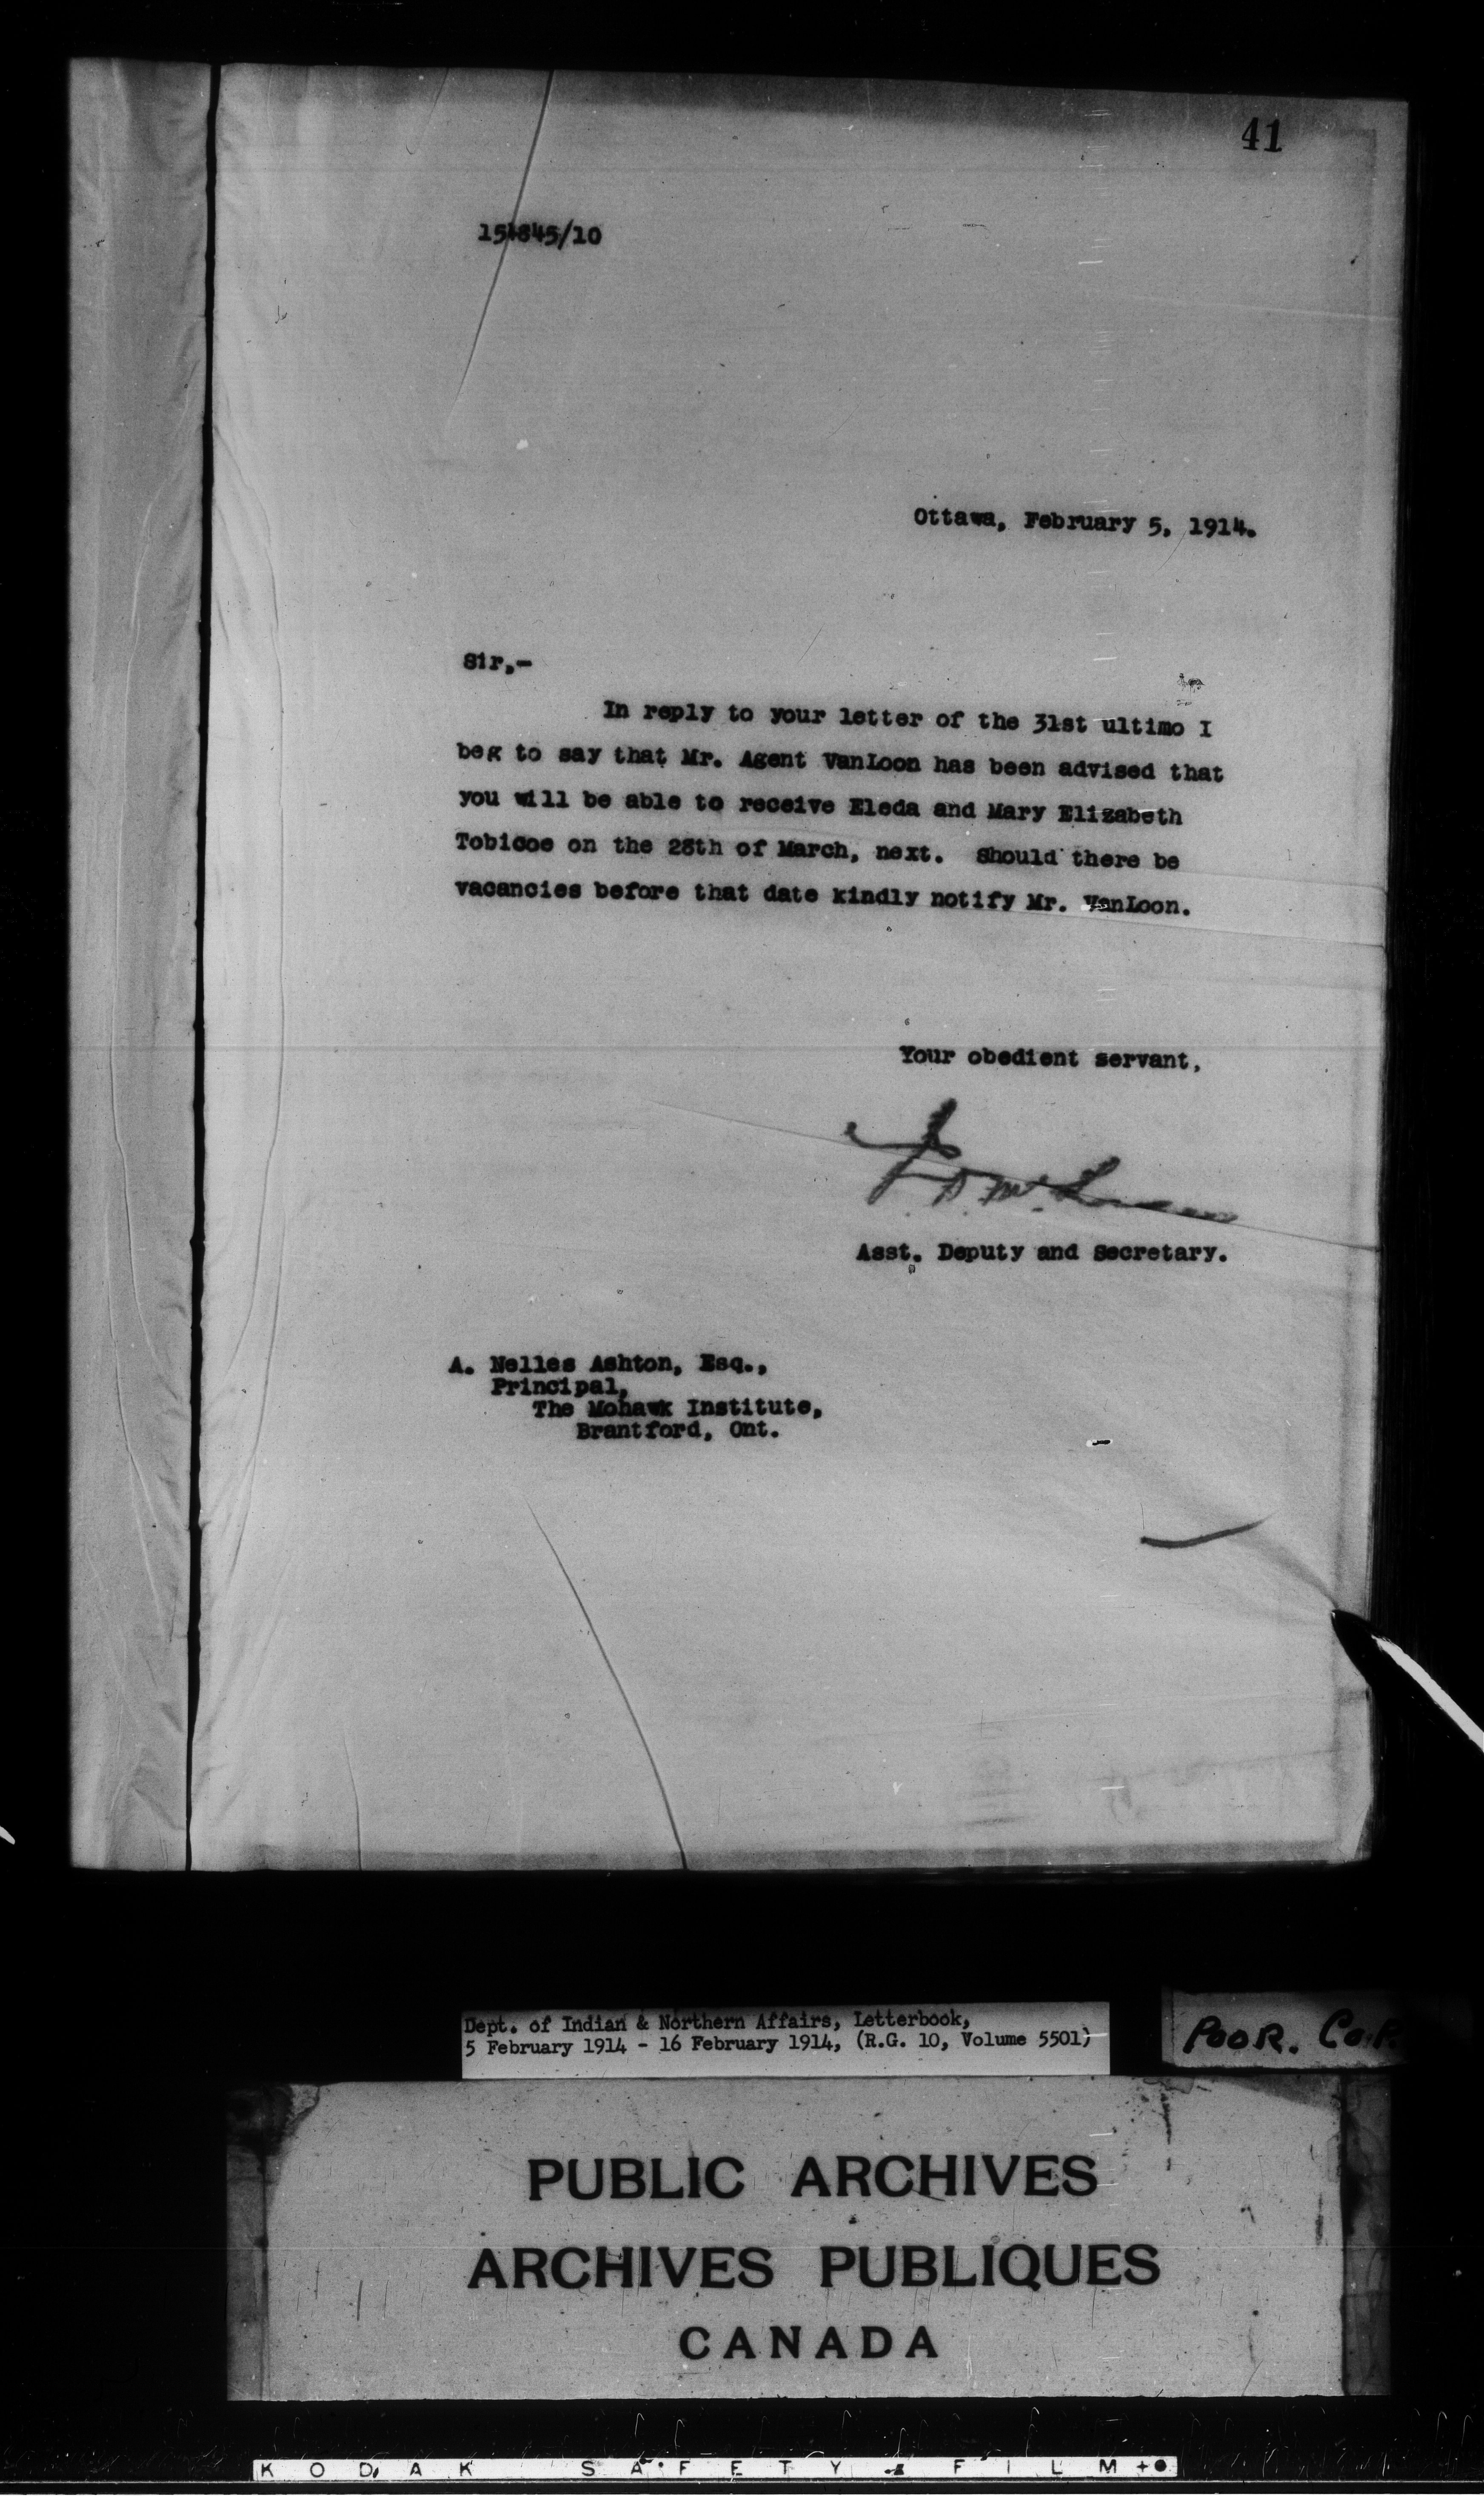 41
Ottawa, February 5, 1914.
Sir,-
In reply to your letter of the 31st ultimo I
beg to say that Mr. Agent VanLoon has been advised that
you will be able to receive Eleda and Mary Elizabeth
Tobicoe on the 28th of March, next. Should there be
vacancies before that date kindly notify Mr. VanLoon.
Your obedient servant,
Asst. Deputy and Secretary.
A. Nelles Ashton, Esq.,
Principal,
The Mohawk Institute,
Brantford, Ont.
Dept. of Indian & Northern Affairs, Letterbook,
5 February 1914 - 16 February 1914, (R.G. 10, Volume 5501)
POOR.
PUBLIC ARCHIVES
ARCHIVES PUBLIQUES
CANADA
KODAK SAFETY FILM